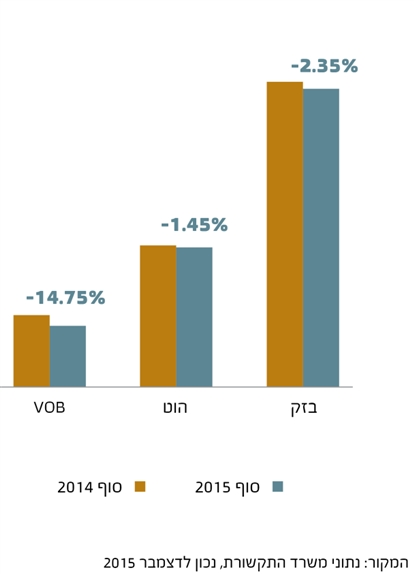 -2.35%
-1.45%
-14.75%
בזק
הוט
VOB
סוף 2015
סוף 2014
המקור: נתוני משרד התקשורת, נכון לדצמבר 2015